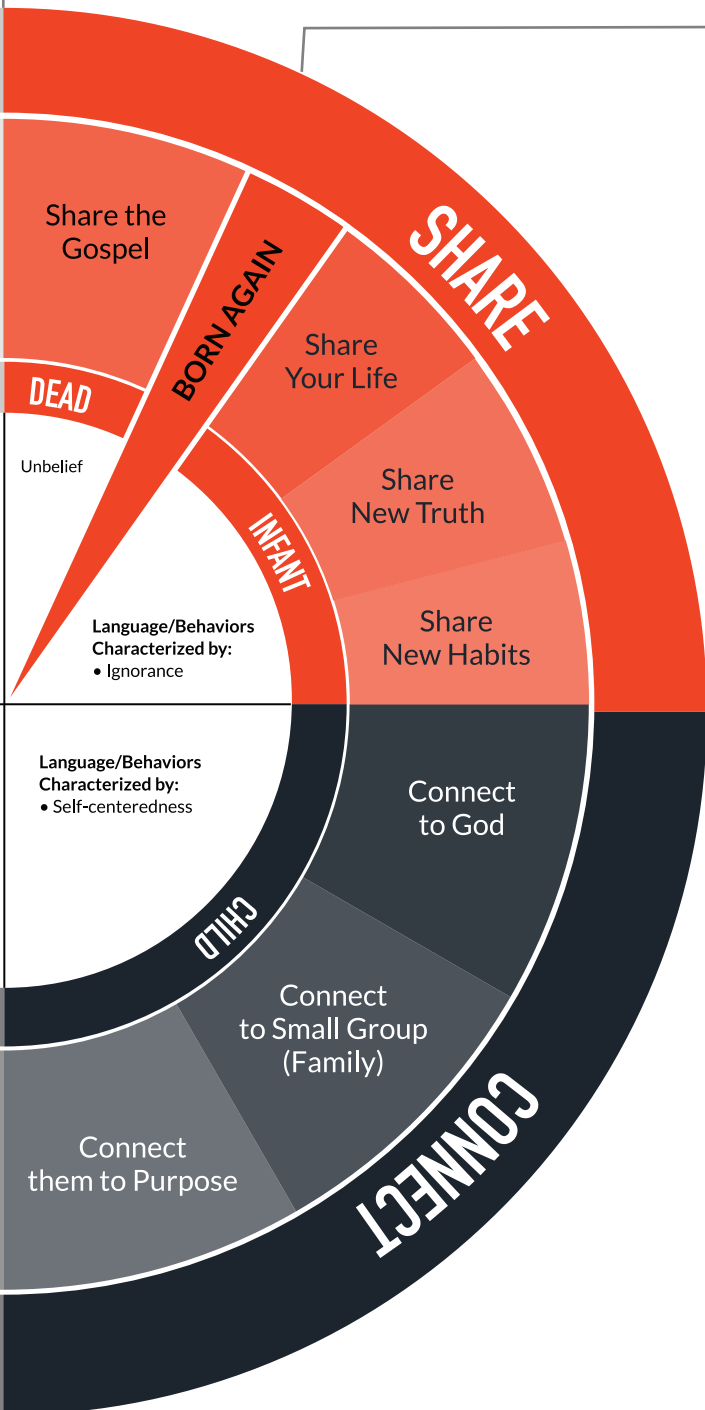 SHARE
Share the
Gospel
BORN AGAIN
DEAD
Unbelief
Share
Your Life
Share
New Truth
INFANT
Share
New Habits
Language/Behaviors
Characterized by:
• Ignorance
Language/Behaviors
Characterized by:
• Self-centeredness
Connect
to God
CHILD
Connect
to Small Group
(Family)
Connect
them to Purpose
CONNECT